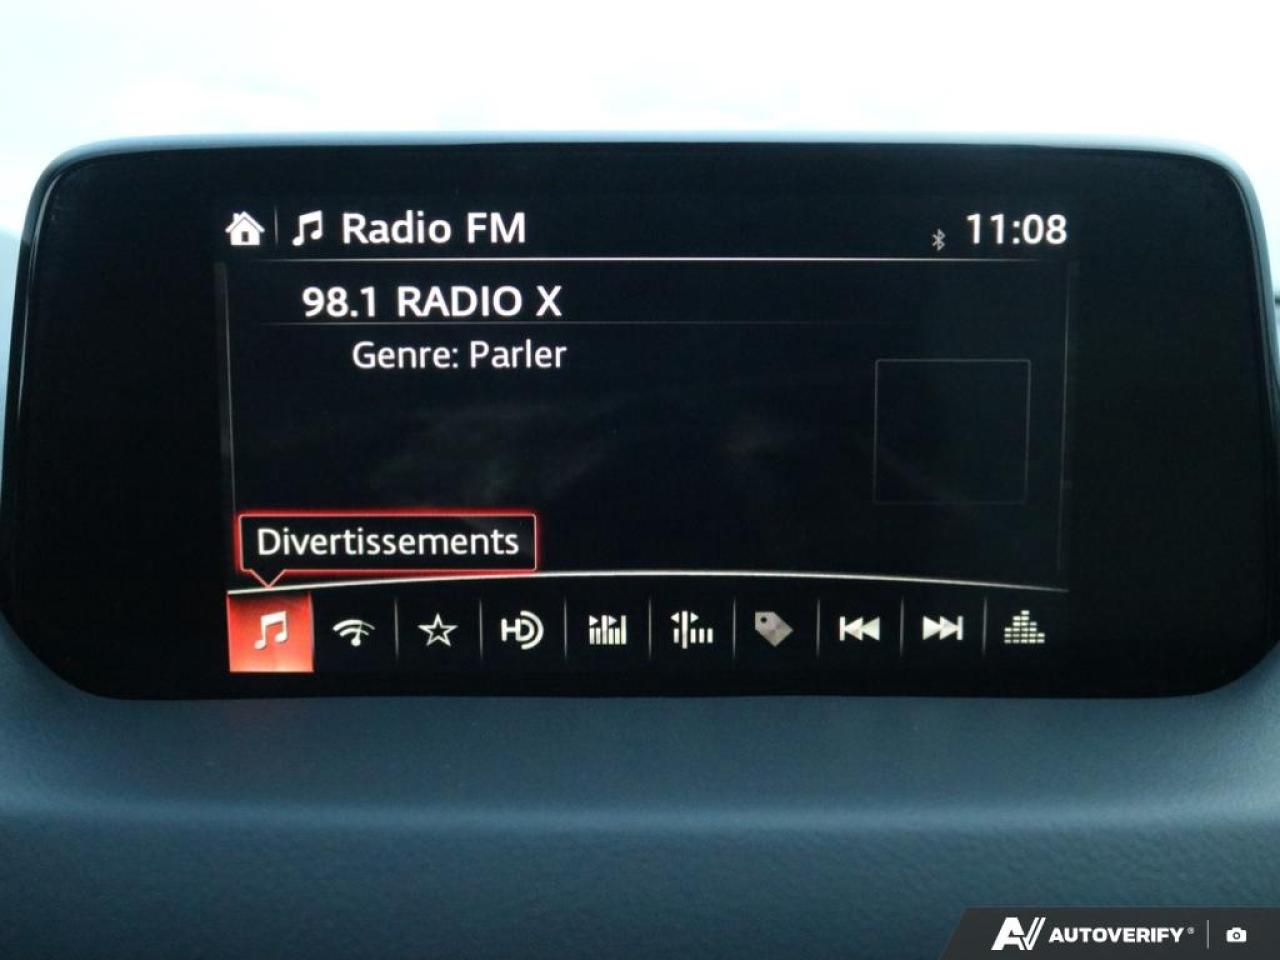 Radio FM
11:08
98.1 RADIO X
Genre: Parler
Divertissements
HD
AUTOVERIFY